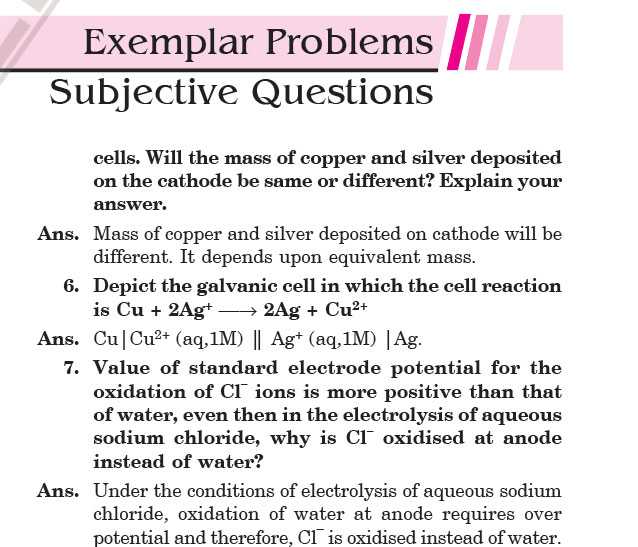 Exemplar Problems
Subjective Questions
cells. Will the mass of copper and silver deposited
on the cathode be same or different? Explain your
answer.
Ans. Mass of copper and silver deposited on cathode will be
different. It depends upon equivalent mass.
6. Depict the galvanic cell in which the cell reaction
is Cu + 2Ag⁺ ⟶ 2Ag + Cu²⁺
Ans. Cu|Cu²⁺ (aq,1M) || Ag⁺ (aq,1M) |Ag.
7. Value of standard electrode potential for the
oxidation of Cl⁻ ions is more positive than that
of water, even then in the electrolysis of aqueous
sodium chloride, why is Cl⁻ oxidised at anode
instead of water?
Ans. Under the conditions of electrolysis of aqueous sodium
chloride, oxidation of water at anode requires over
potential and therefore, Cl⁻ is oxidised instead of water.